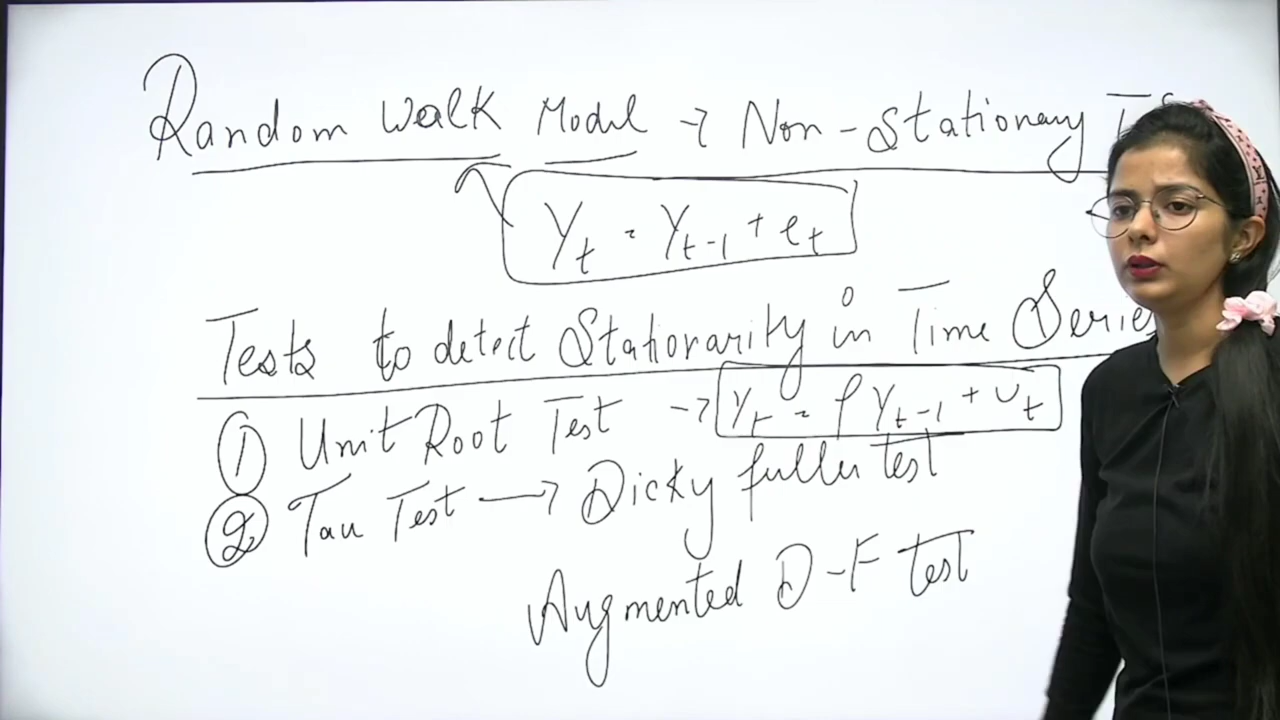 Random Walk Model → Non-Stationary T
Yt = Yt-1 + et
Tests to detect Stationarity in Time Series
① Unit Root Test → Yt = ρ Yt-1 + Ut
② Tau Test → Dicky fuller test
Augmented D-F test